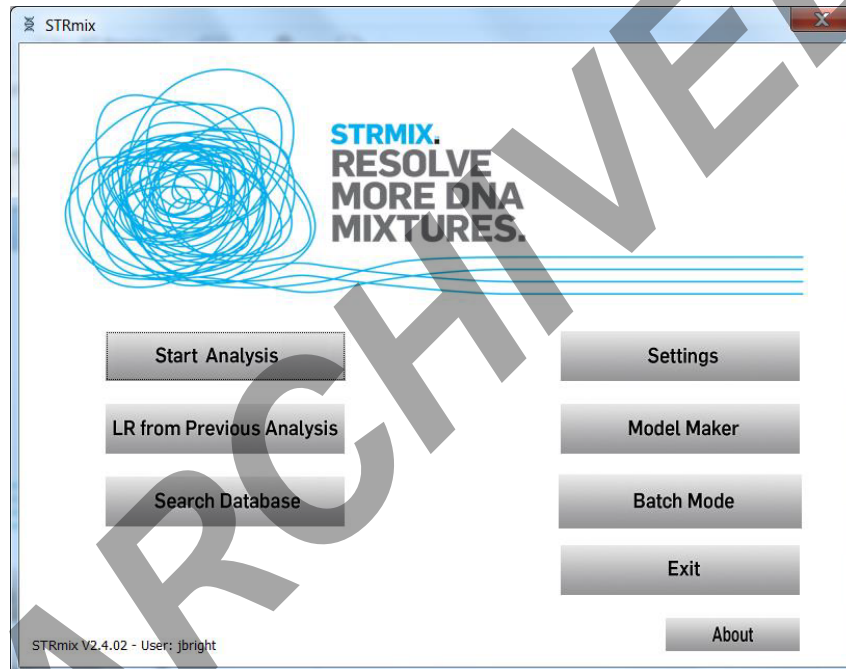 STRmix
STRMIX.
RESOLVE
MORE DNA
MIXTURES.
Start Analysis
Settings
LR from Previous Analysis
Model Maker
Search Database
Batch Mode
Exit
About
STRmix V2.4.02 - User: jbright
ARCHIVED